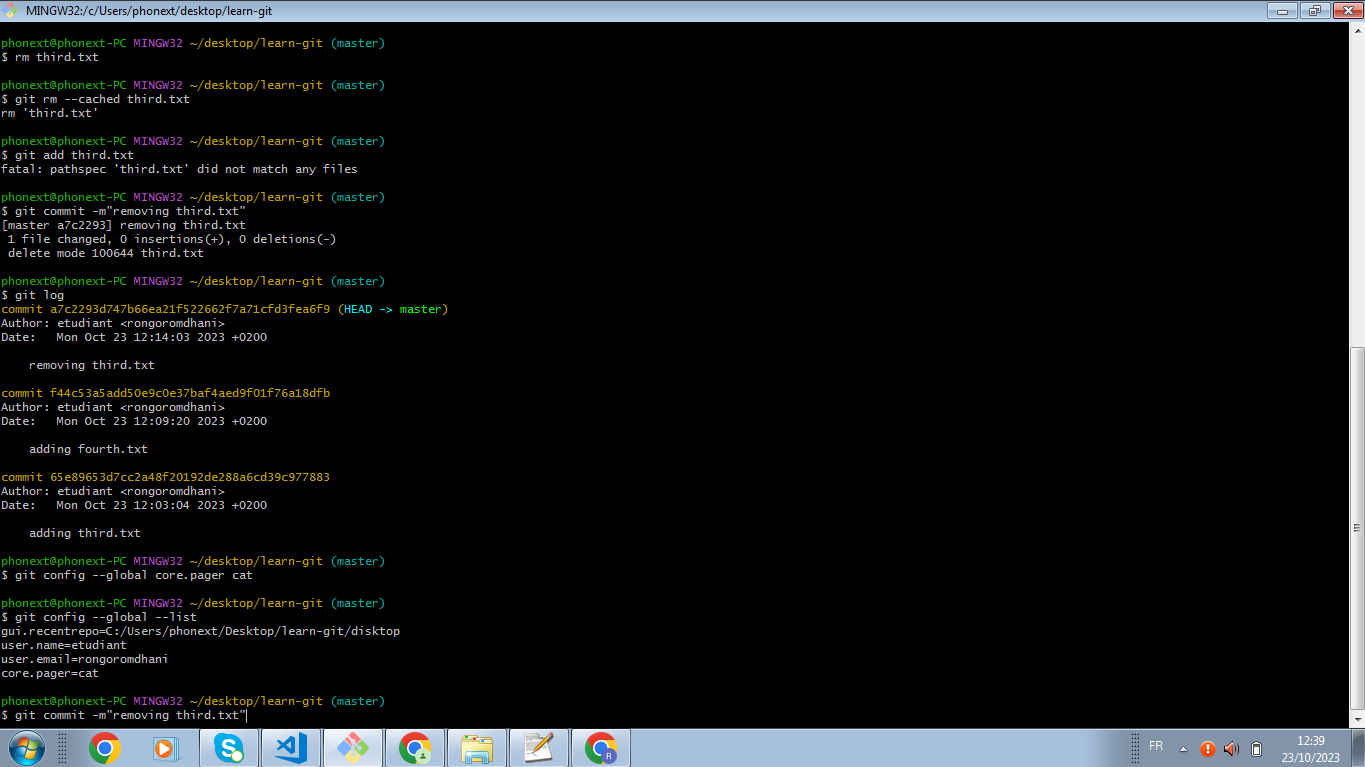 MINGW32:/c/Users/phonext/desktop/learn-git
phonext@phonext-PC MINGW32 ~/desktop/learn-git (master)
$ rm third.txt
phonext@phonext-PC MINGW32 ~/desktop/learn-git (master)
$ git rm --cached third.txt
rm 'third.txt'
phonext@phonext-PC MINGW32 ~/desktop/learn-git (master)
$ git add third.txt
fatal: pathspec 'third.txt' did not match any files
phonext@phonext-PC MINGW32 ~/desktop/learn-git (master)
$ git commit -m"removing third.txt"
[master a7c2293] removing third.txt
 1 file changed, 0 insertions(+), 0 deletions(-)
 delete mode 100644 third.txt
phonext@phonext-PC MINGW32 ~/desktop/learn-git (master)
$ git log
commit a7c2293d747b66ea21f522662f7a71cfd3fea6f9 (HEAD -> master)
Author: etudiant <rongoromdhani>
Date:   Mon Oct 23 12:14:03 2023 +0200
    removing third.txt
commit f44c53a5add50e9c0e37baf4aed9f01f76a18dfb
Author: etudiant <rongoromdhani>
Date:   Mon Oct 23 12:09:20 2023 +0200
    adding fourth.txt
commit 65e89653d7cc2a48f20192de288a6cd39c977883
Author: etudiant <rongoromdhani>
Date:   Mon Oct 23 12:03:04 2023 +0200
    adding third.txt
phonext@phonext-PC MINGW32 ~/desktop/learn-git (master)
$ git config --global core.pager cat
phonext@phonext-PC MINGW32 ~/desktop/learn-git (master)
$ git config --global --list
gui.recentrepo=C:/Users/phonext/Desktop/learn-git/disktop
user.name=etudiant
user.email=rongoromdhani
core.pager=cat
phonext@phonext-PC MINGW32 ~/desktop/learn-git (master)
$ git commit -m"removing third.txt"
FR
12:39
23/10/2023